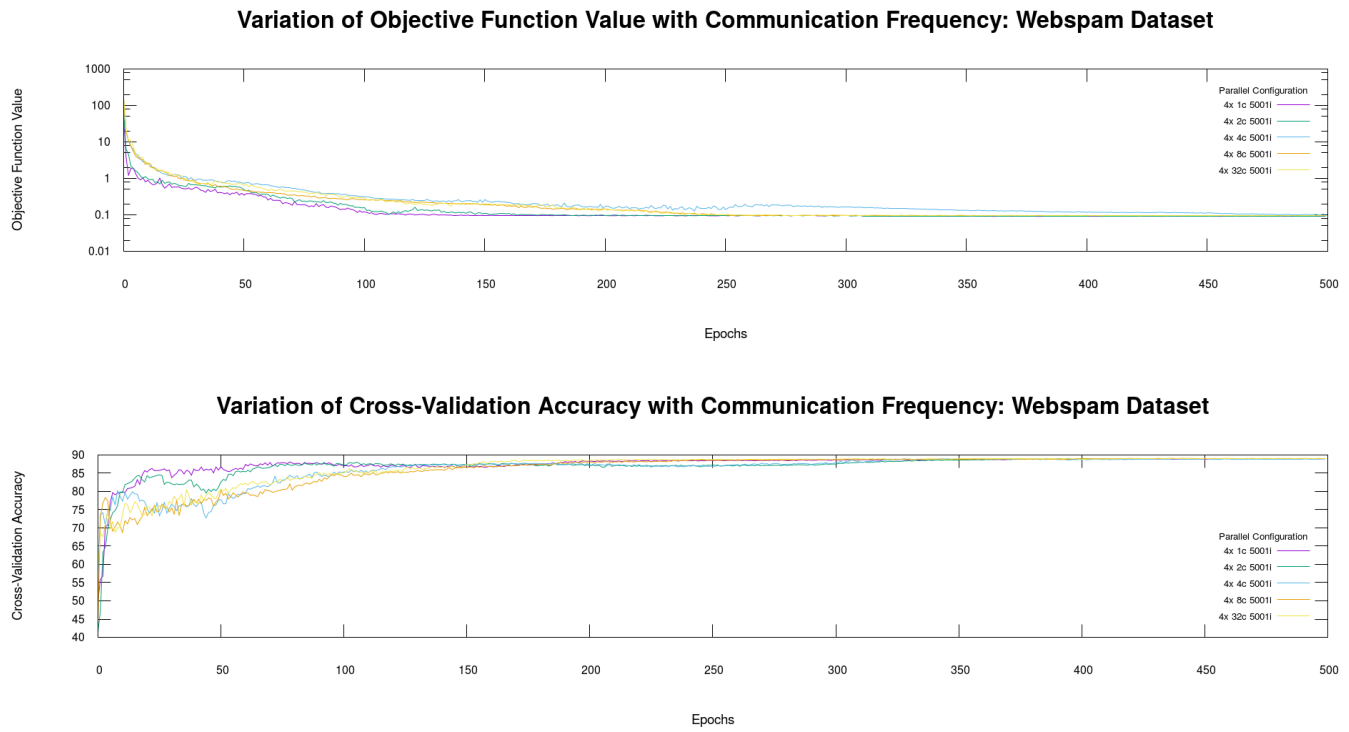 Variation of Objective Function Value with Communication Frequency: Webspam Dataset
Objective Function Value
1000
100
10
1
0.1
0.01
Parallel Configuration
4x 1c 5001i
4x 2c 5001i
4x 4c 5001i
4x 8c 5001i
4x 32c 5001i
0 50 100 150 200 250 300 350 400 450 500
Epochs
Variation of Cross-Validation Accuracy with Communication Frequency: Webspam Dataset
Cross-Validation Accuracy
90
85
80
75
70
65
60
55
50
45
40
Parallel Configuration
4x 1c 5001i
4x 2c 5001i
4x 4c 5001i
4x 8c 5001i
4x 32c 5001i
0 50 100 150 200 250 300 350 400 450 500
Epochs